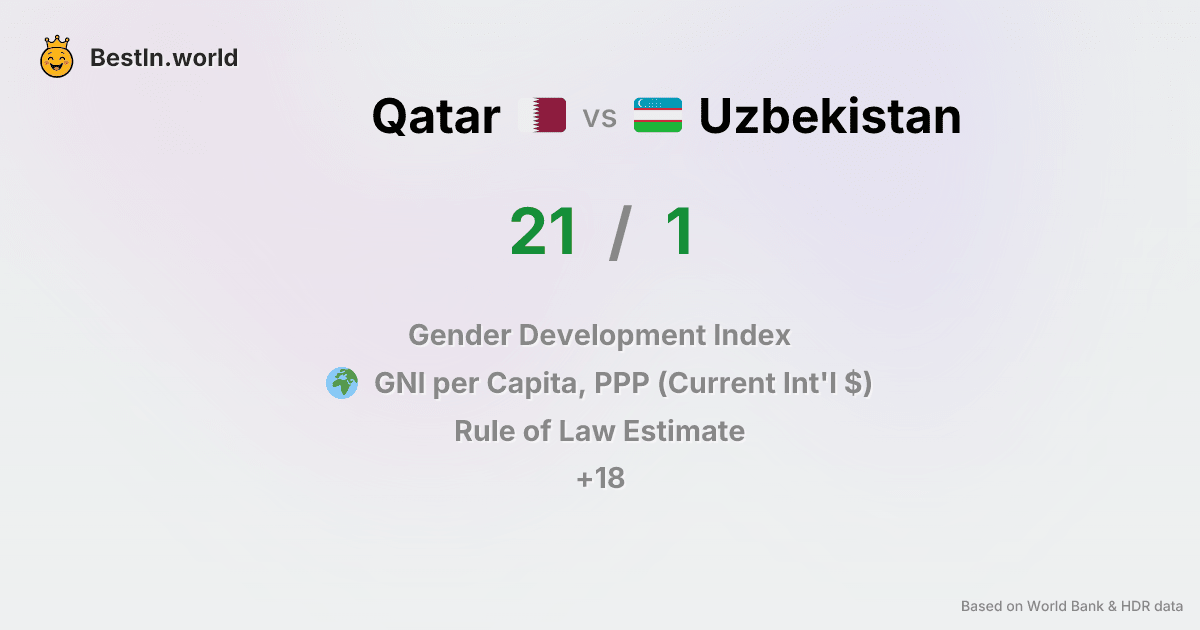 BestIn.world
Qatar vs Uzbekistan
21 / 1
Gender Development Index
GNI per Capita, PPP (Current Int'l $)
Rule of Law Estimate
+18
Based on World Bank & HDR data